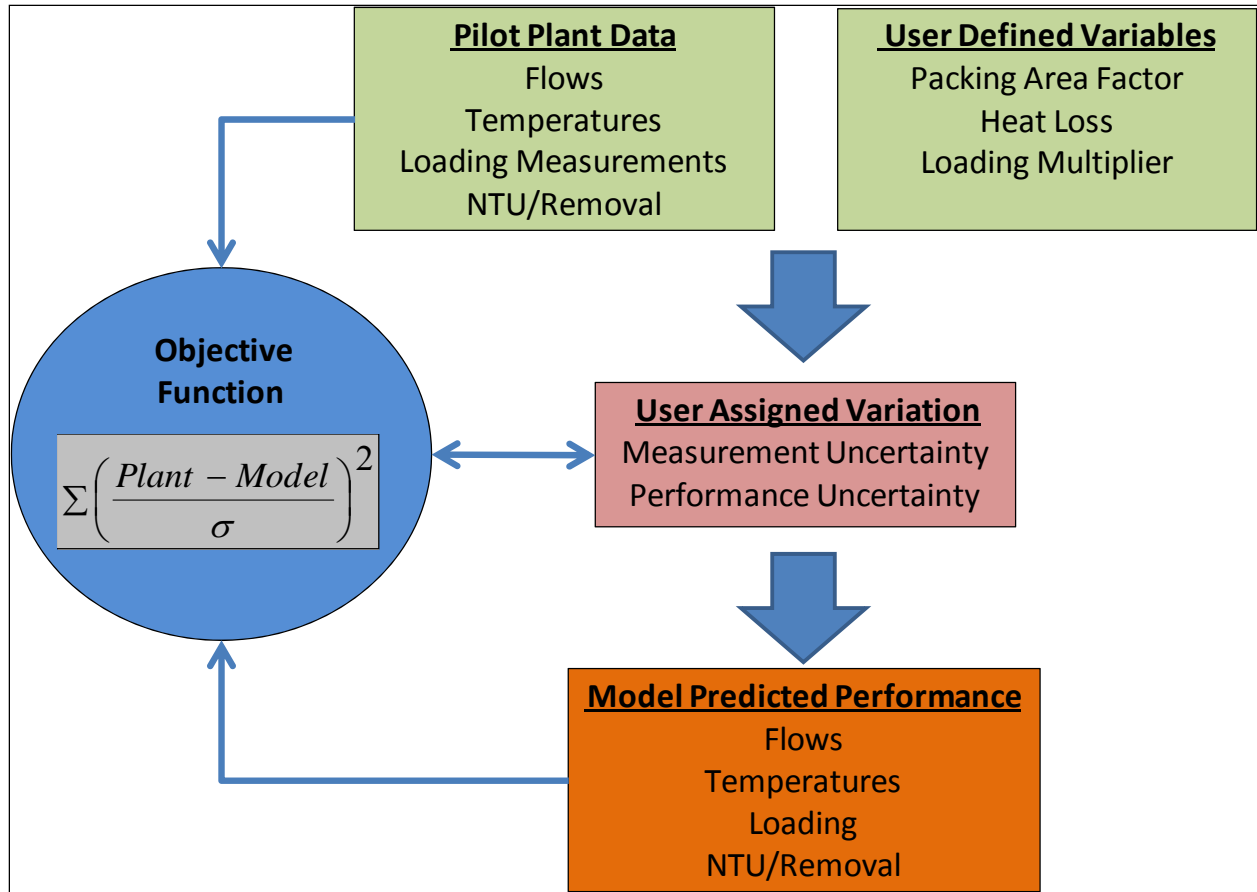 Pilot Plant Data
Flows
Temperatures
Loading Measurements
NTU/Removal
User Defined Variables
Packing Area Factor
Heat Loss
Loading Multiplier
Objective
Function
∑(Plant − Model / σ)²
User Assigned Variation
Measurement Uncertainty
Performance Uncertainty
Model Predicted Performance
Flows
Temperatures
Loading
NTU/Removal